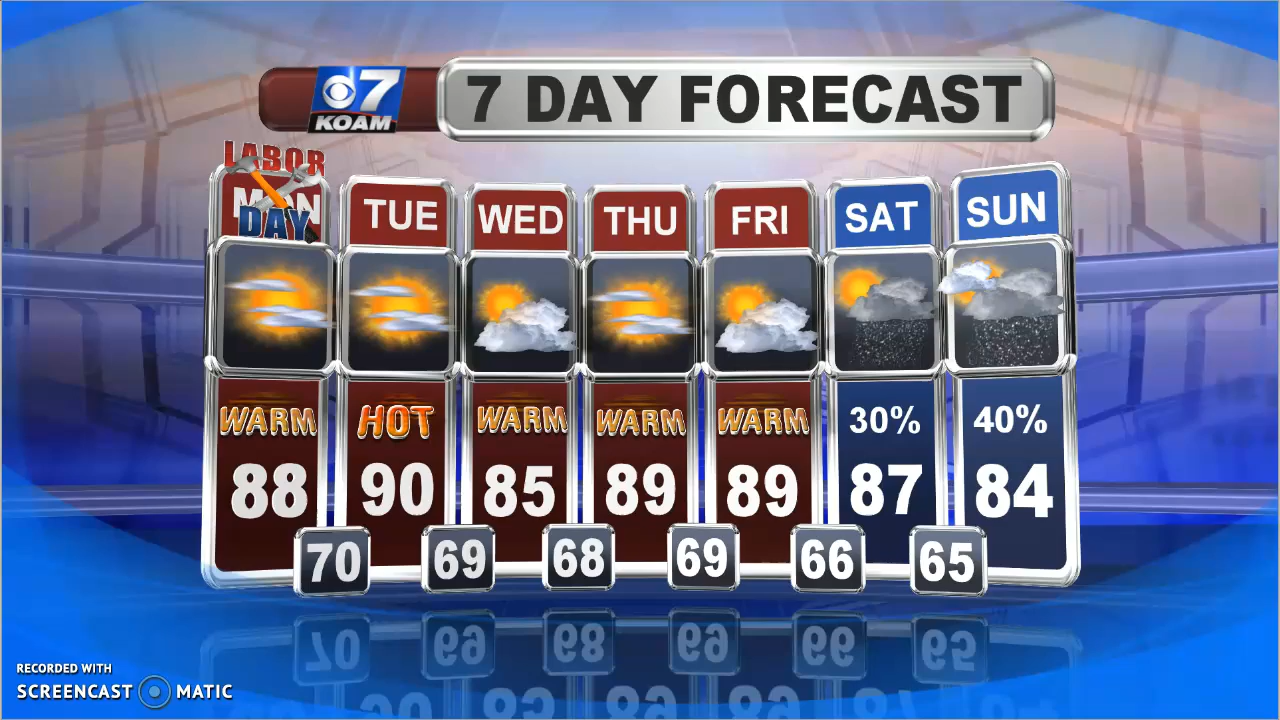 7
KOAM
7 DAY FORECAST
LABOR
DAY
MON TUE WED THU FRI SAT SUN
WARM HOT WARM WARM WARM 30% 40%
88 90 85 89 89 87 84
70 69 68 69 66 65
RECORDED WITH
SCREENCAST MATIC